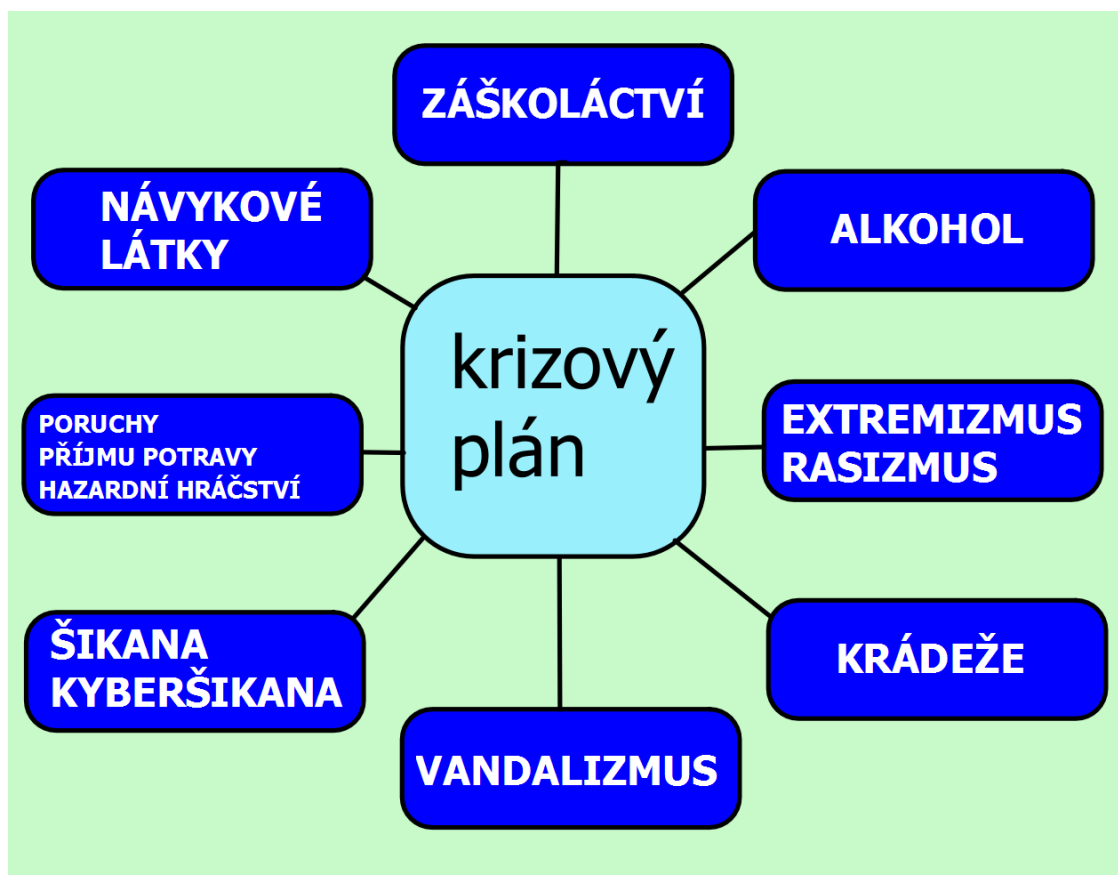 ZÁŠKOLÁCTVÍ
NÁVYKOVÉ
LÁTKY
ALKOHOL
krizový
plán
PORUCHY
PŘÍJMU POTRAVY
HAZARDNÍ HRÁČSTVÍ
EXTREMIZMUS
RASIZMUS
ŠIKANA
KYBERŠIKANA
KRÁDEŽE
VANDALIZMUS